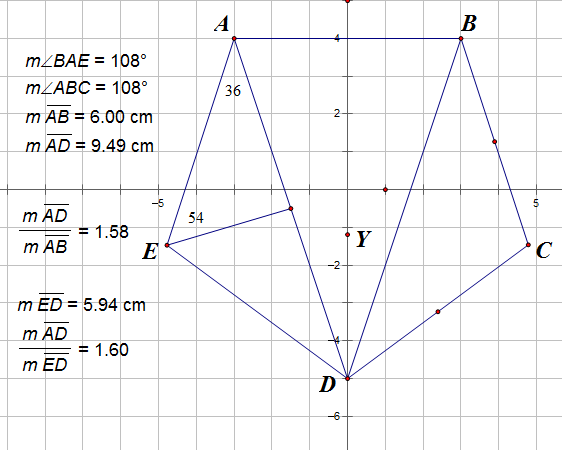 A
B
4
m∠BAE = 108°
36
m∠ABC = 108°
2
m AB = 6.00 cm
m AD = 9.49 cm
-5
5
54
m AD
m AB
= 1.58
Y
E
C
-2
m ED = 5.94 cm
m AD
m ED
= 1.60
-4
D
-6